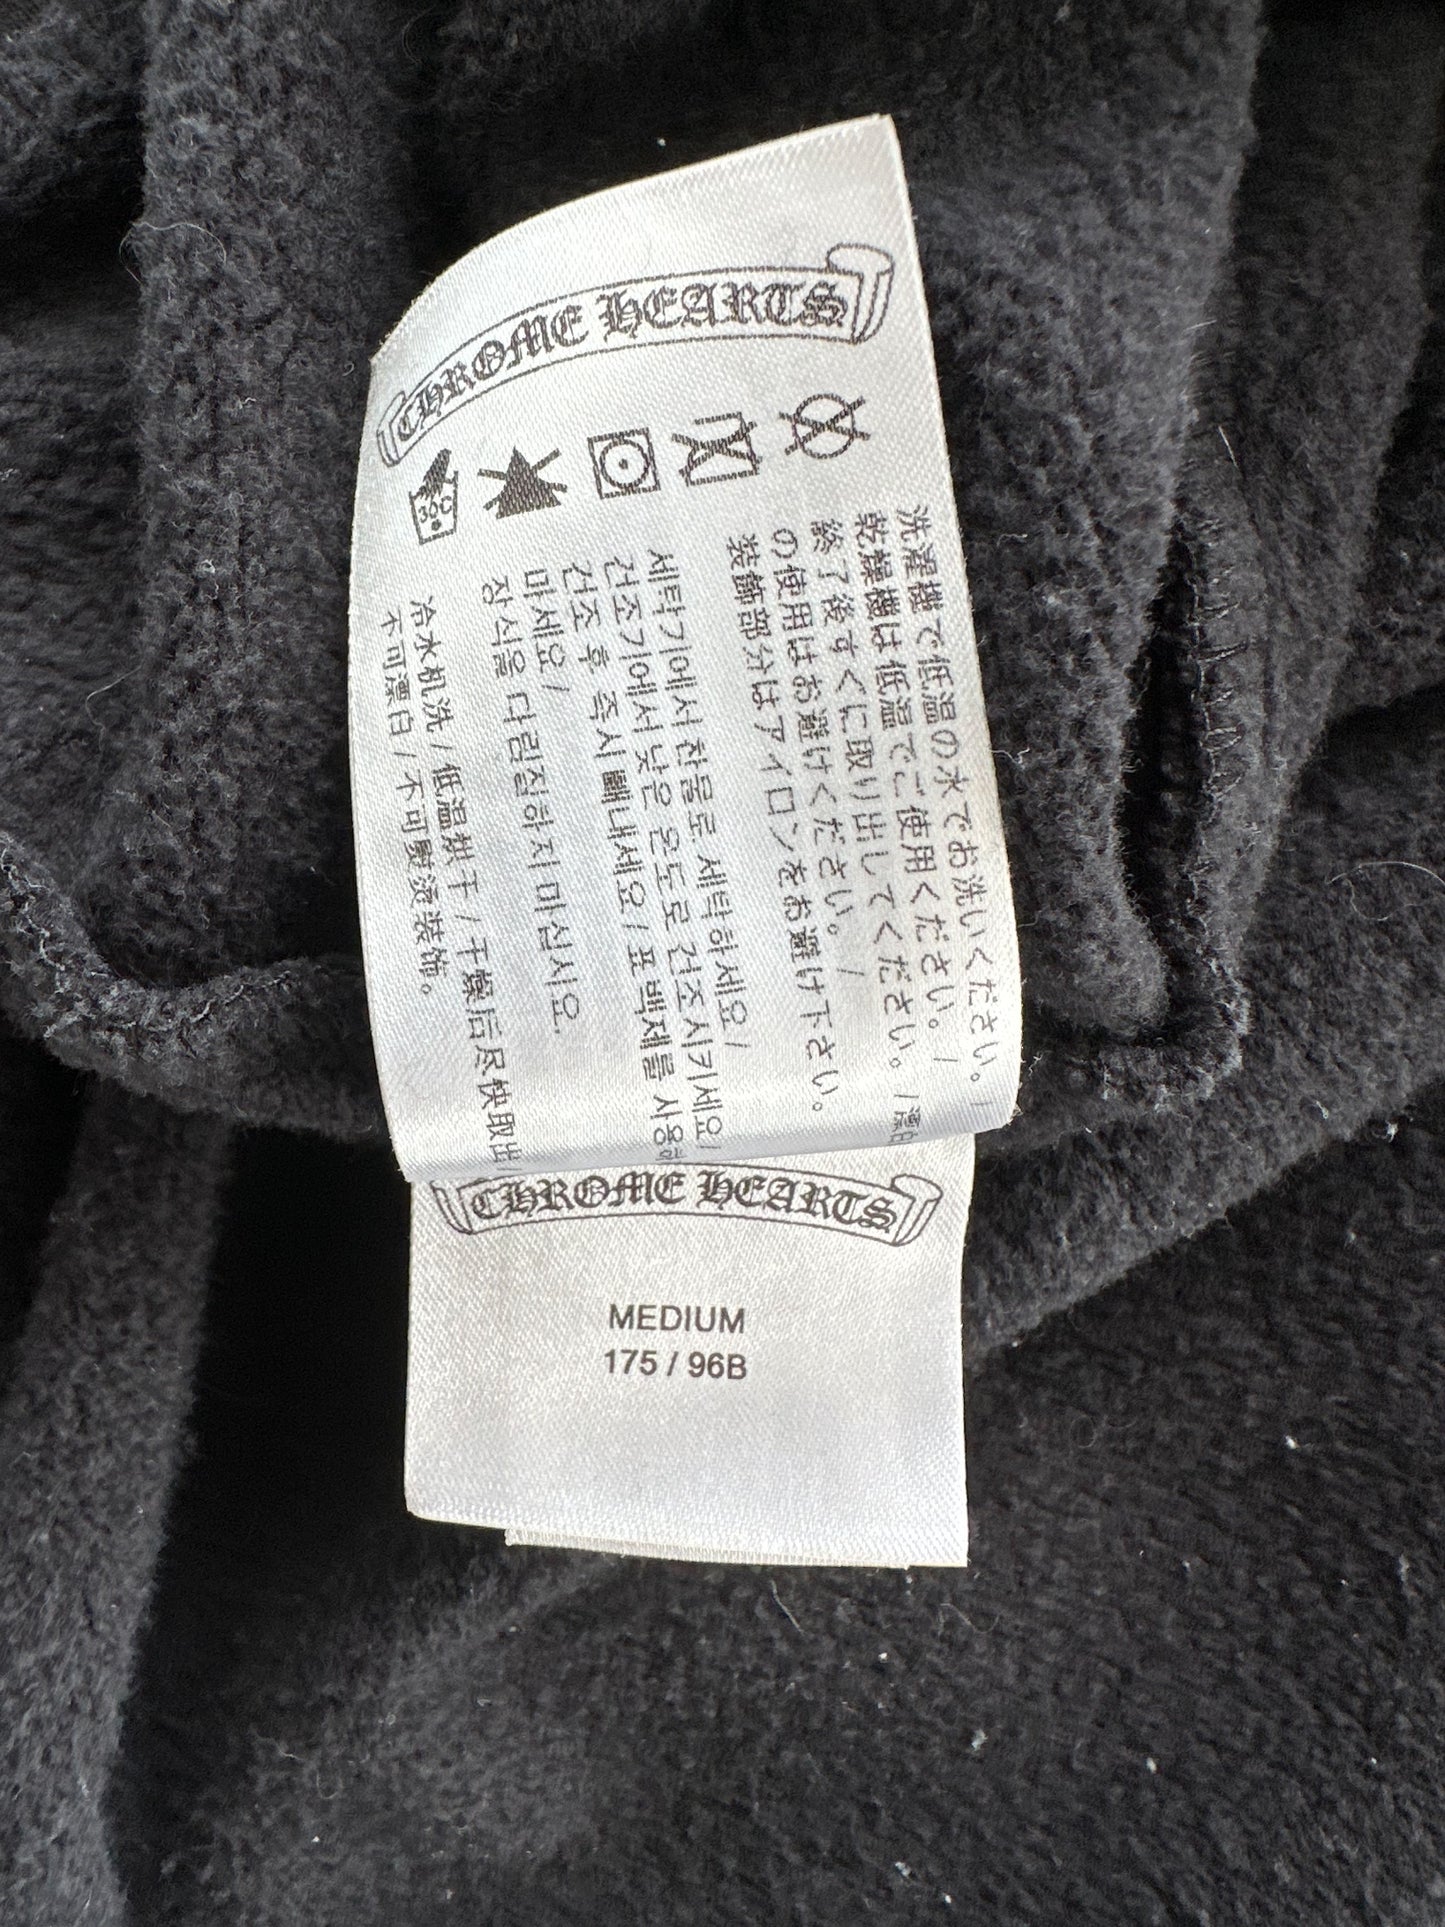 CHROME HEARTS
30C
洗濯機で低温の水でお洗いください。/
乾燥機は低温でご使用ください。/
終了後すぐに取り出してください。/ 漂白
の使用はお避けください。/
装飾部分はアイロンをお避け下さい。
세탁기에서 찬물로 세탁하세요/
건조기에서 낮은 온도로 건조시키세요/
건조 후 즉시 빼내세요/표백제를 사용하
마세요/
장식을 다림질하지 마십시요.
冷水机洗/低温烘干/干燥后尽快取出/
不可漂白/不可熨烫装饰。
CHROME HEARTS
MEDIUM
175 / 96B